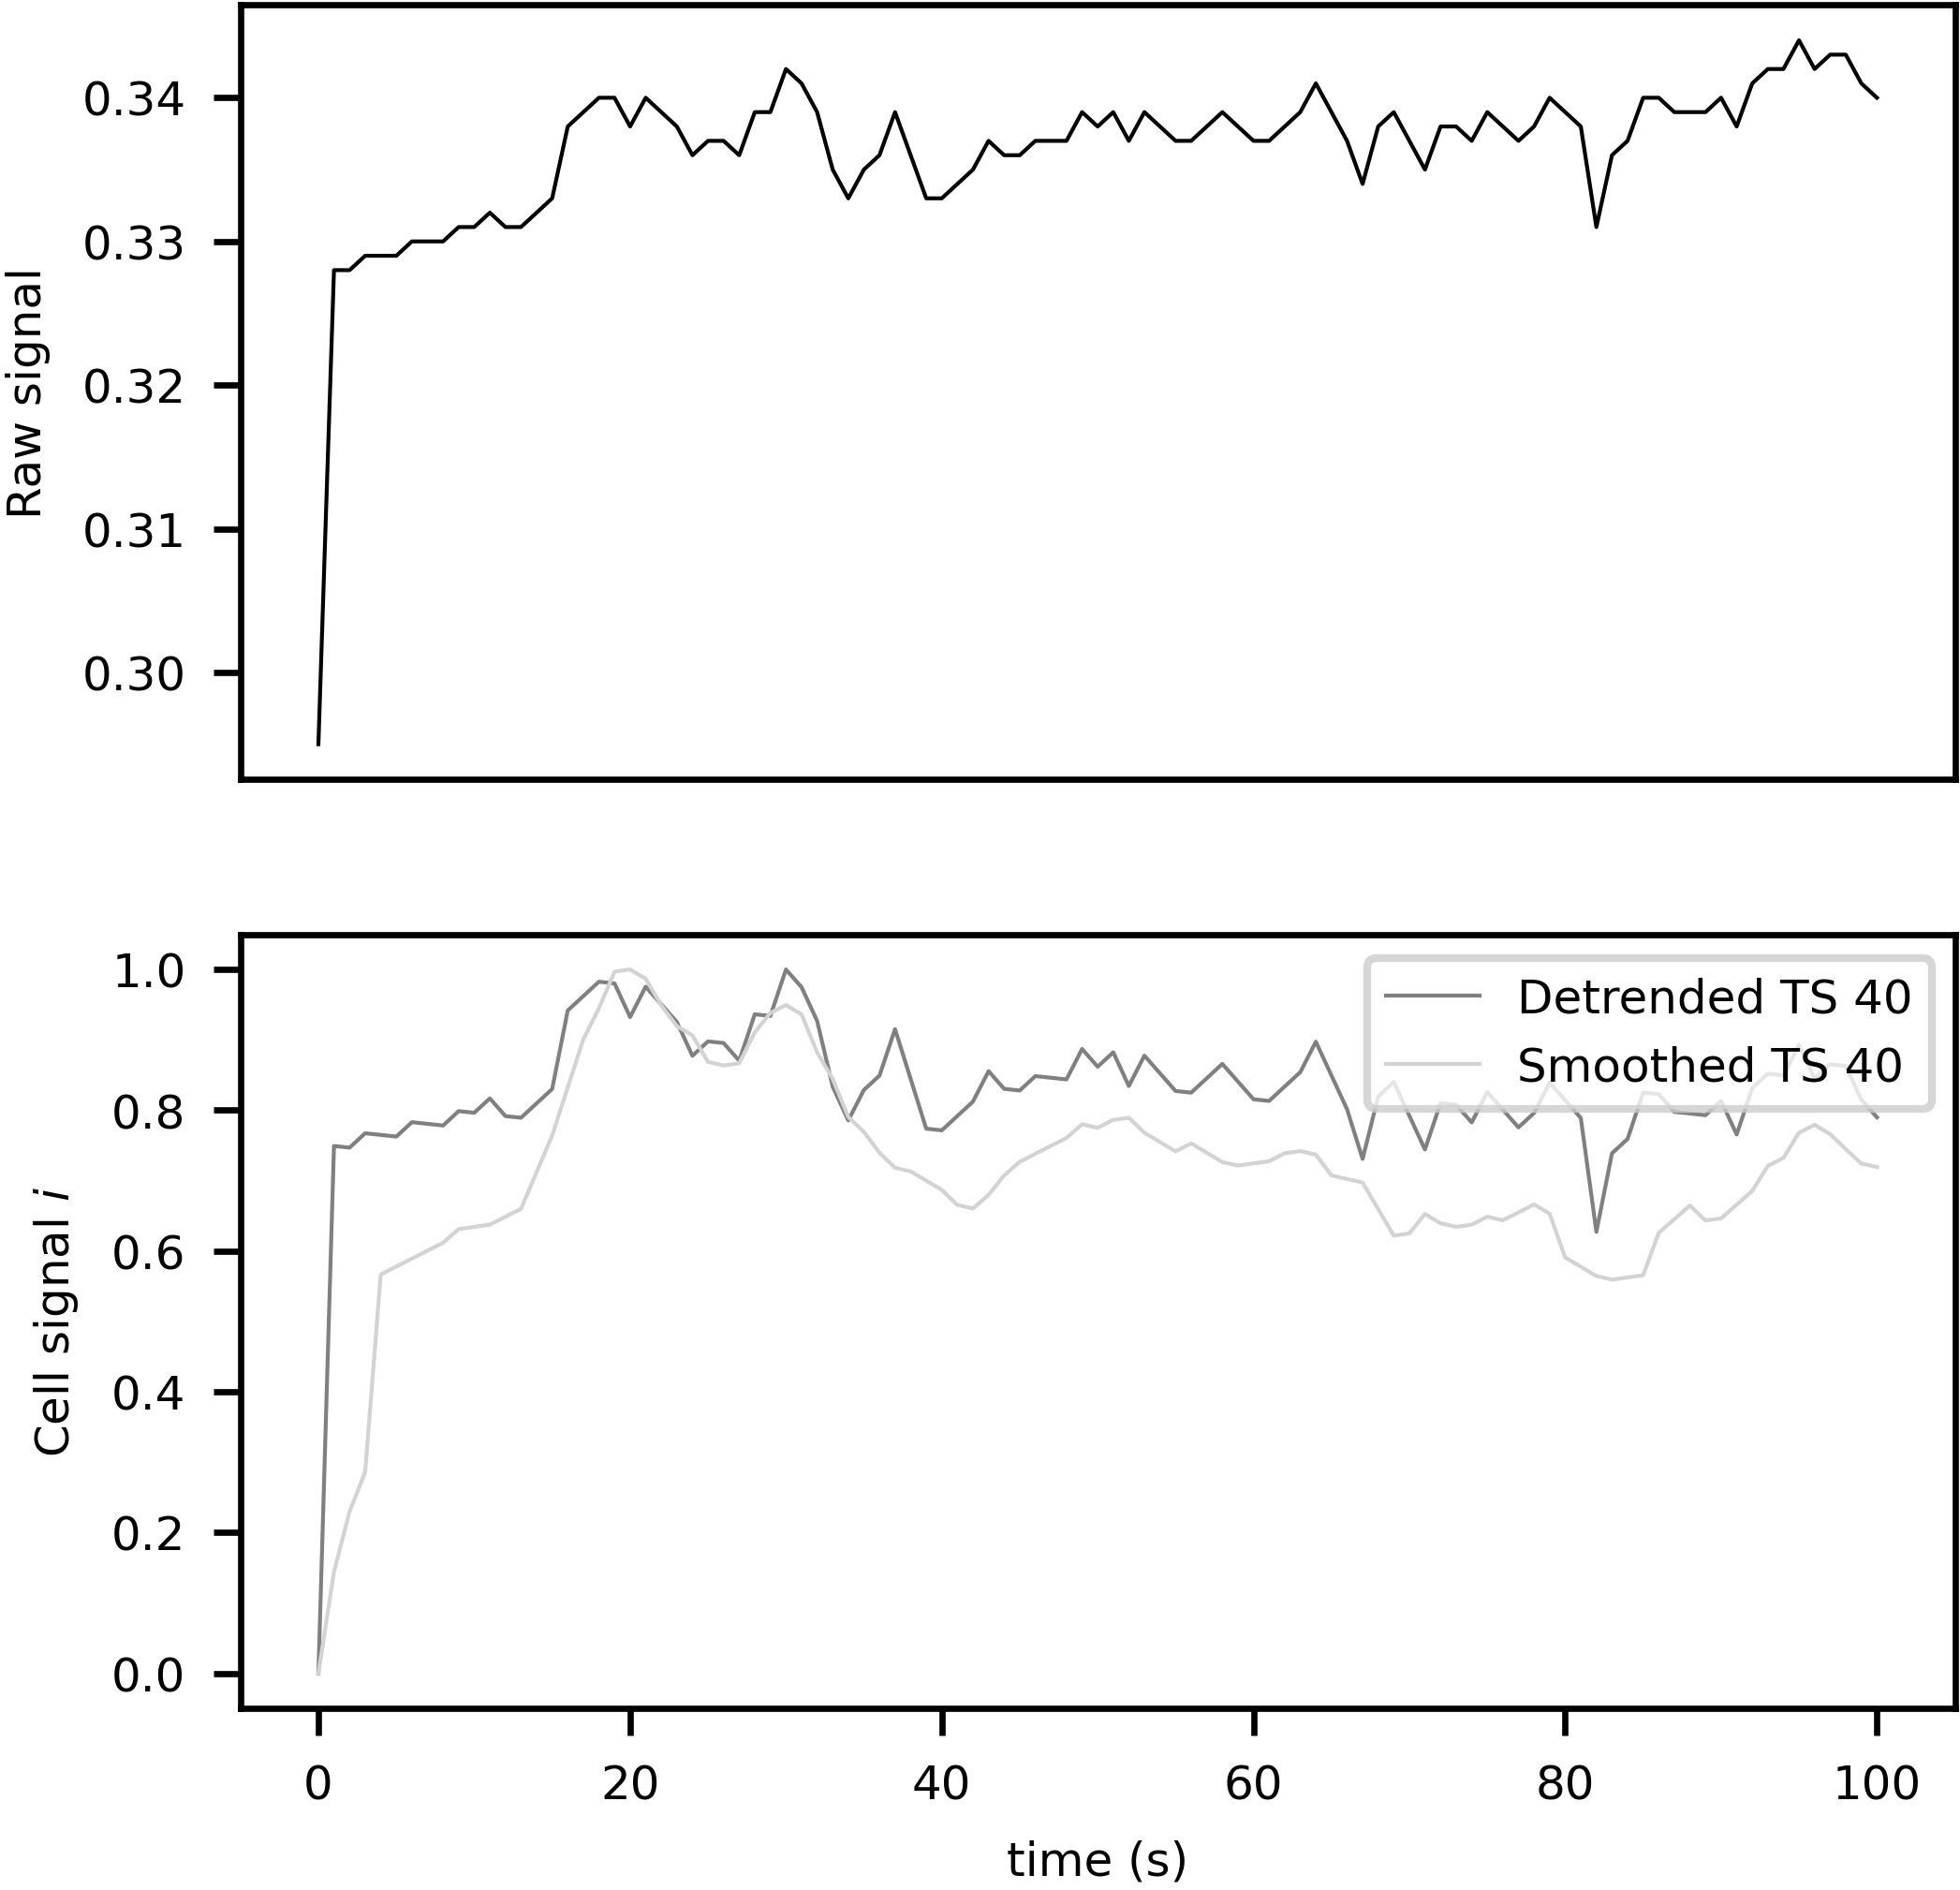 0.34
0.33
0.32
0.31
0.30
Raw signal
1.0
0.8
0.6
0.4
0.2
0.0
Cell signal i
Detrended TS 40
Smoothed TS 40
0 20 40 60 80 100
time (s)